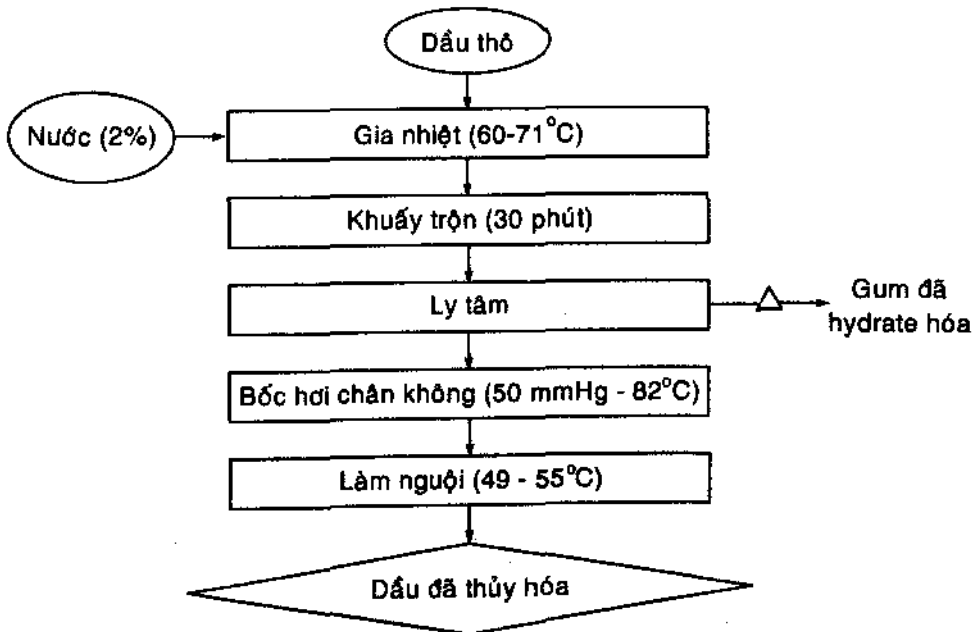 Dầu thô
Nước (2%)
Gia nhiệt (60-71°C)
Khuấy trộn (30 phút)
Ly tâm
Gum đã
hydrate hóa
Bốc hơi chân không (50 mmHg - 82°C)
Làm nguội (49 - 55°C)
Dầu đã thủy hóa